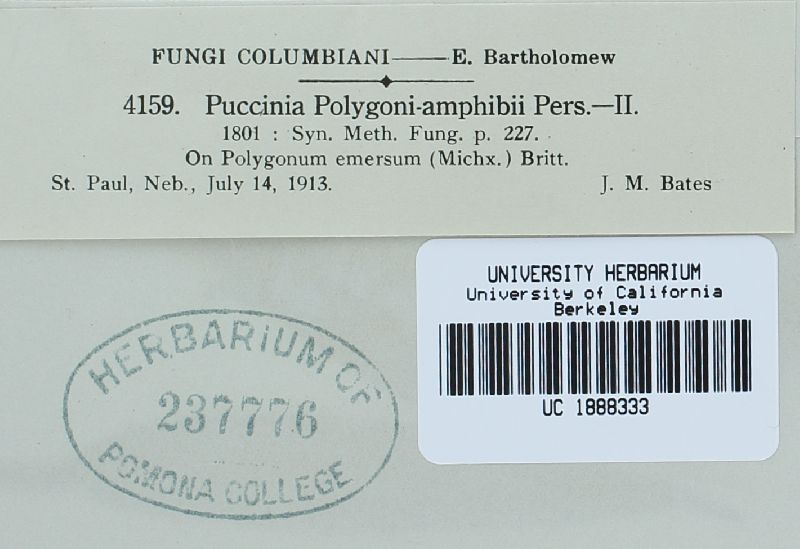 FUNGI COLUMBIANI——E. Bartholomew
4159. Puccinia Polygoni-amphibii Pers.—II.
1801 : Syn. Meth. Fung. p. 227.
On Polygonum emersum (Michx.) Britt.
St. Paul, Neb., July 14, 1913. J. M. Bates
UNIVERSITY HERBARIUM
University of California
Berkeley
UC 1888333
HERBARiUM OF
237776
POMONA COLLEGE